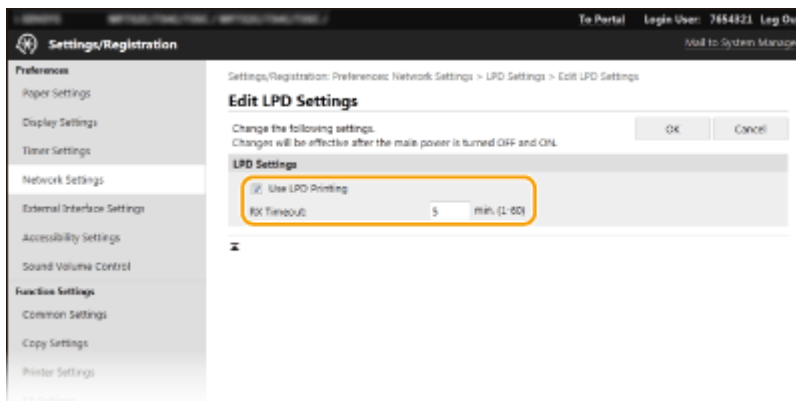 To Portal Login User: 7654321 Log Ou
Settings/Registration
Mail to System Manage
Preferences
Paper Settings
Display Settings
Timer Settings
Network Settings
External Interface Settings
Accessibility Settings
Sound Volume Control
Function Settings
Common Settings
Copy Settings
Printer Settings
Settings/Registration: Preferences: Network Settings > LPD Settings > Edit LPD Settings
Edit LPD Settings
Change the following settings.
Changes will be effective after the main power is turned OFF and ON.
OK Cancel
LPD Settings
Use LPD Printing
RX Timeout: 5 min. (1-60)